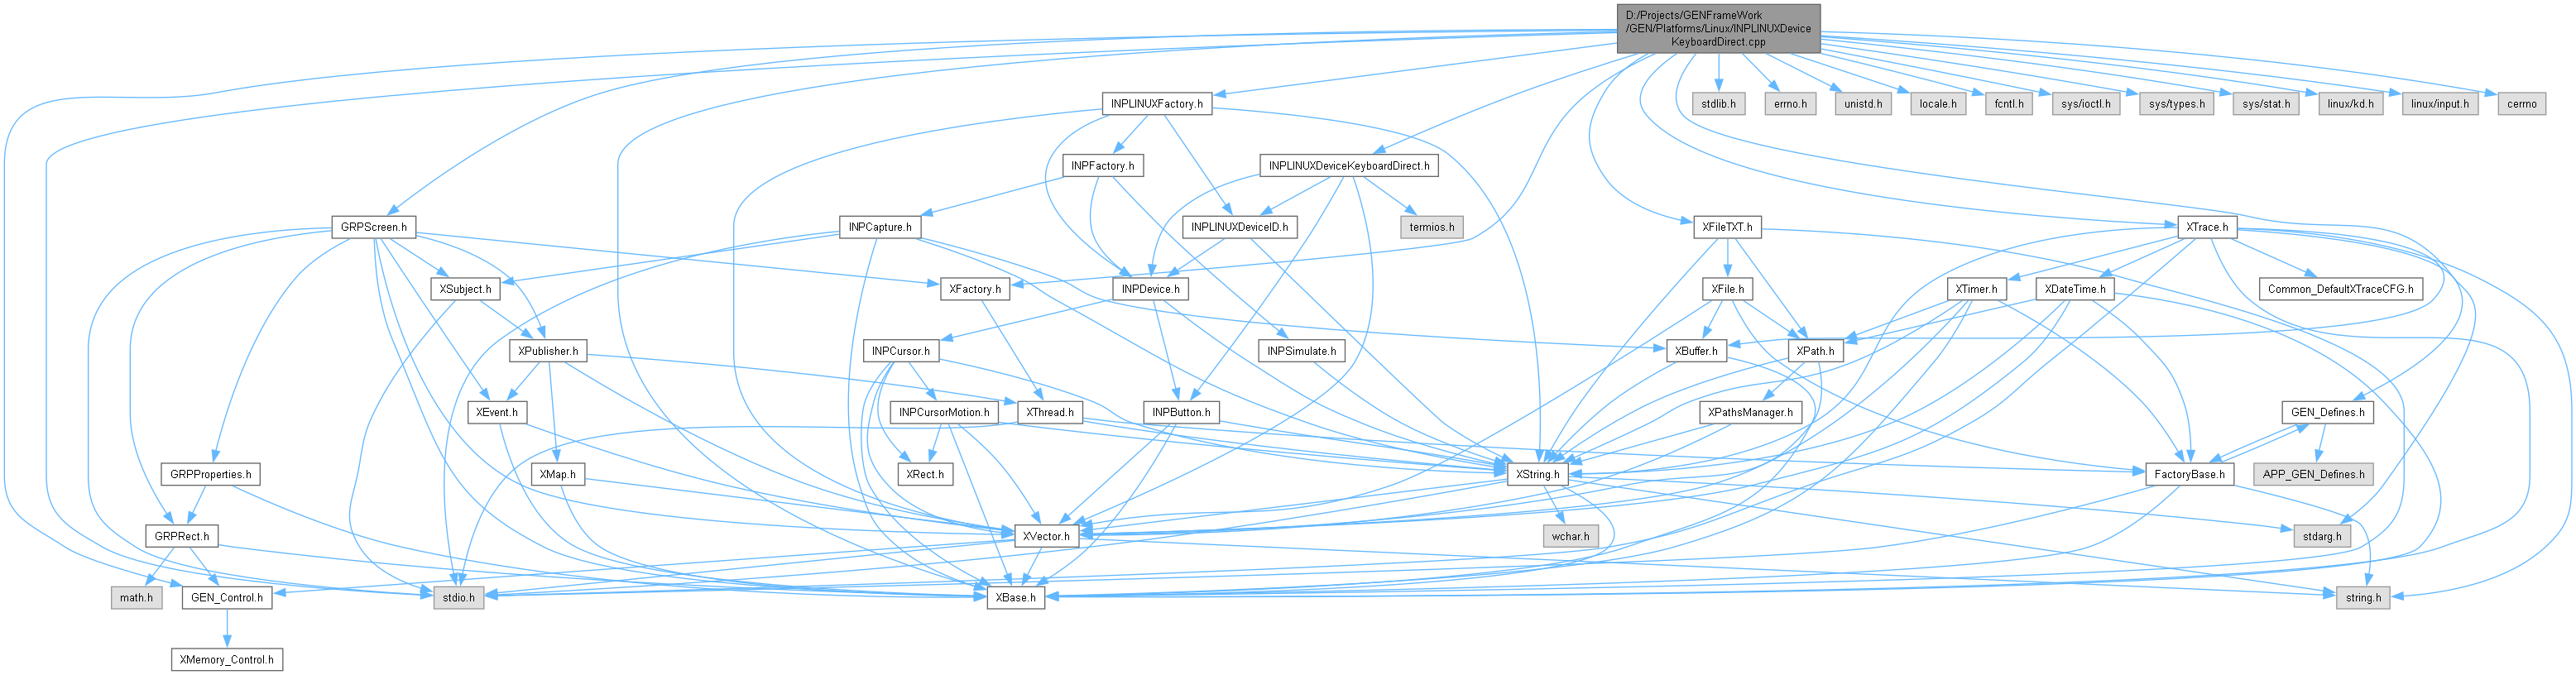 D:/Projects/GENFrameWork
/GEN/Platforms/Linux/INPLINUXDevice
KeyboardDirect.cpp
INPLINUXFactory.h
stdlib.h
errno.h
unistd.h
locale.h
fcntl.h
sys/ioctl.h
sys/types.h
sys/stat.h
linux/kd.h
linux/input.h
cerrno
INPFactory.h
INPLINUXDeviceKeyboardDirect.h
GRPScreen.h
INPCapture.h
INPLINUXDeviceID.h
termios.h
XFileTXT.h
XTrace.h
XSubject.h
XFactory.h
INPDevice.h
XFile.h
XTimer.h
XDateTime.h
Common_DefaultXTraceCFG.h
XPublisher.h
INPCursor.h
INPSimulate.h
XBuffer.h
XPath.h
XEvent.h
INPCursorMotion.h
XThread.h
INPButton.h
XPathsManager.h
GEN_Defines.h
GRPProperties.h
XMap.h
XRect.h
XString.h
FactoryBase.h
APP_GEN_Defines.h
GRPRect.h
XVector.h
wchar.h
stdarg.h
math.h
GEN_Control.h
stdio.h
XBase.h
string.h
XMemory_Control.h